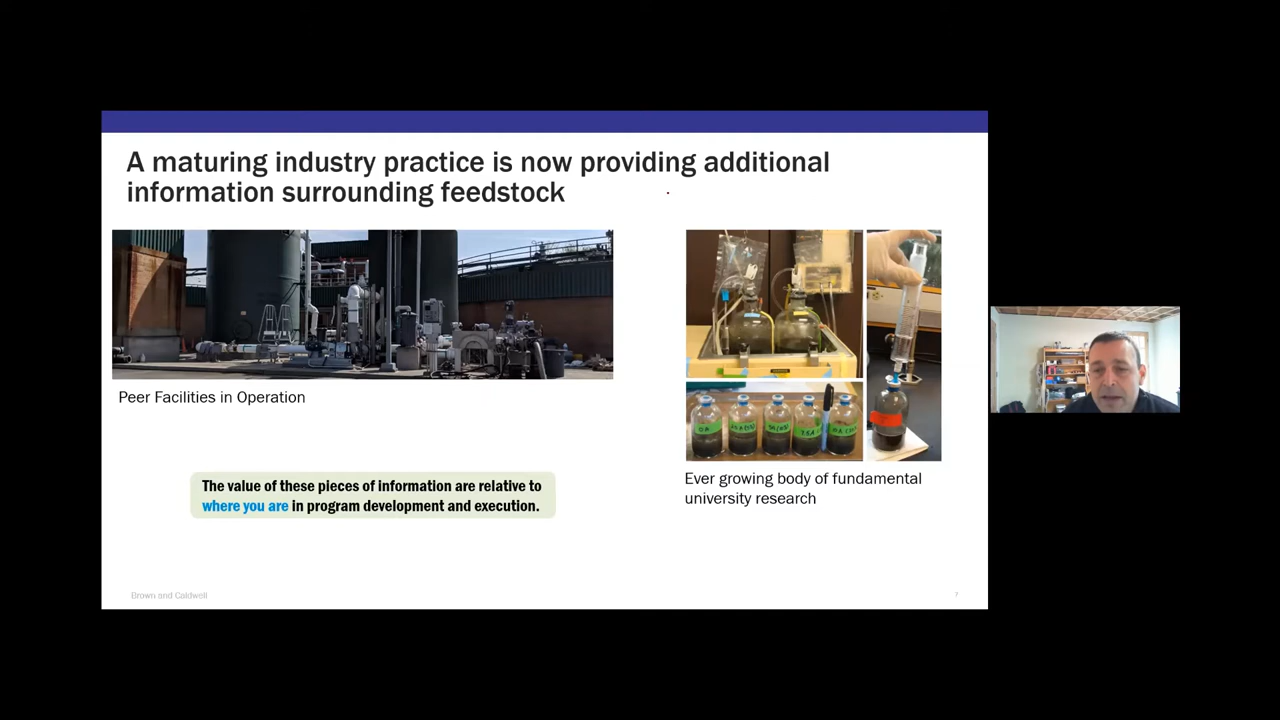 A maturing industry practice is now providing additional
information surrounding feedstock
Peer Facilities in Operation
The value of these pieces of information are relative to
where you are in program development and execution.
Ever growing body of fundamental
university research
Brown and Caldwell
7